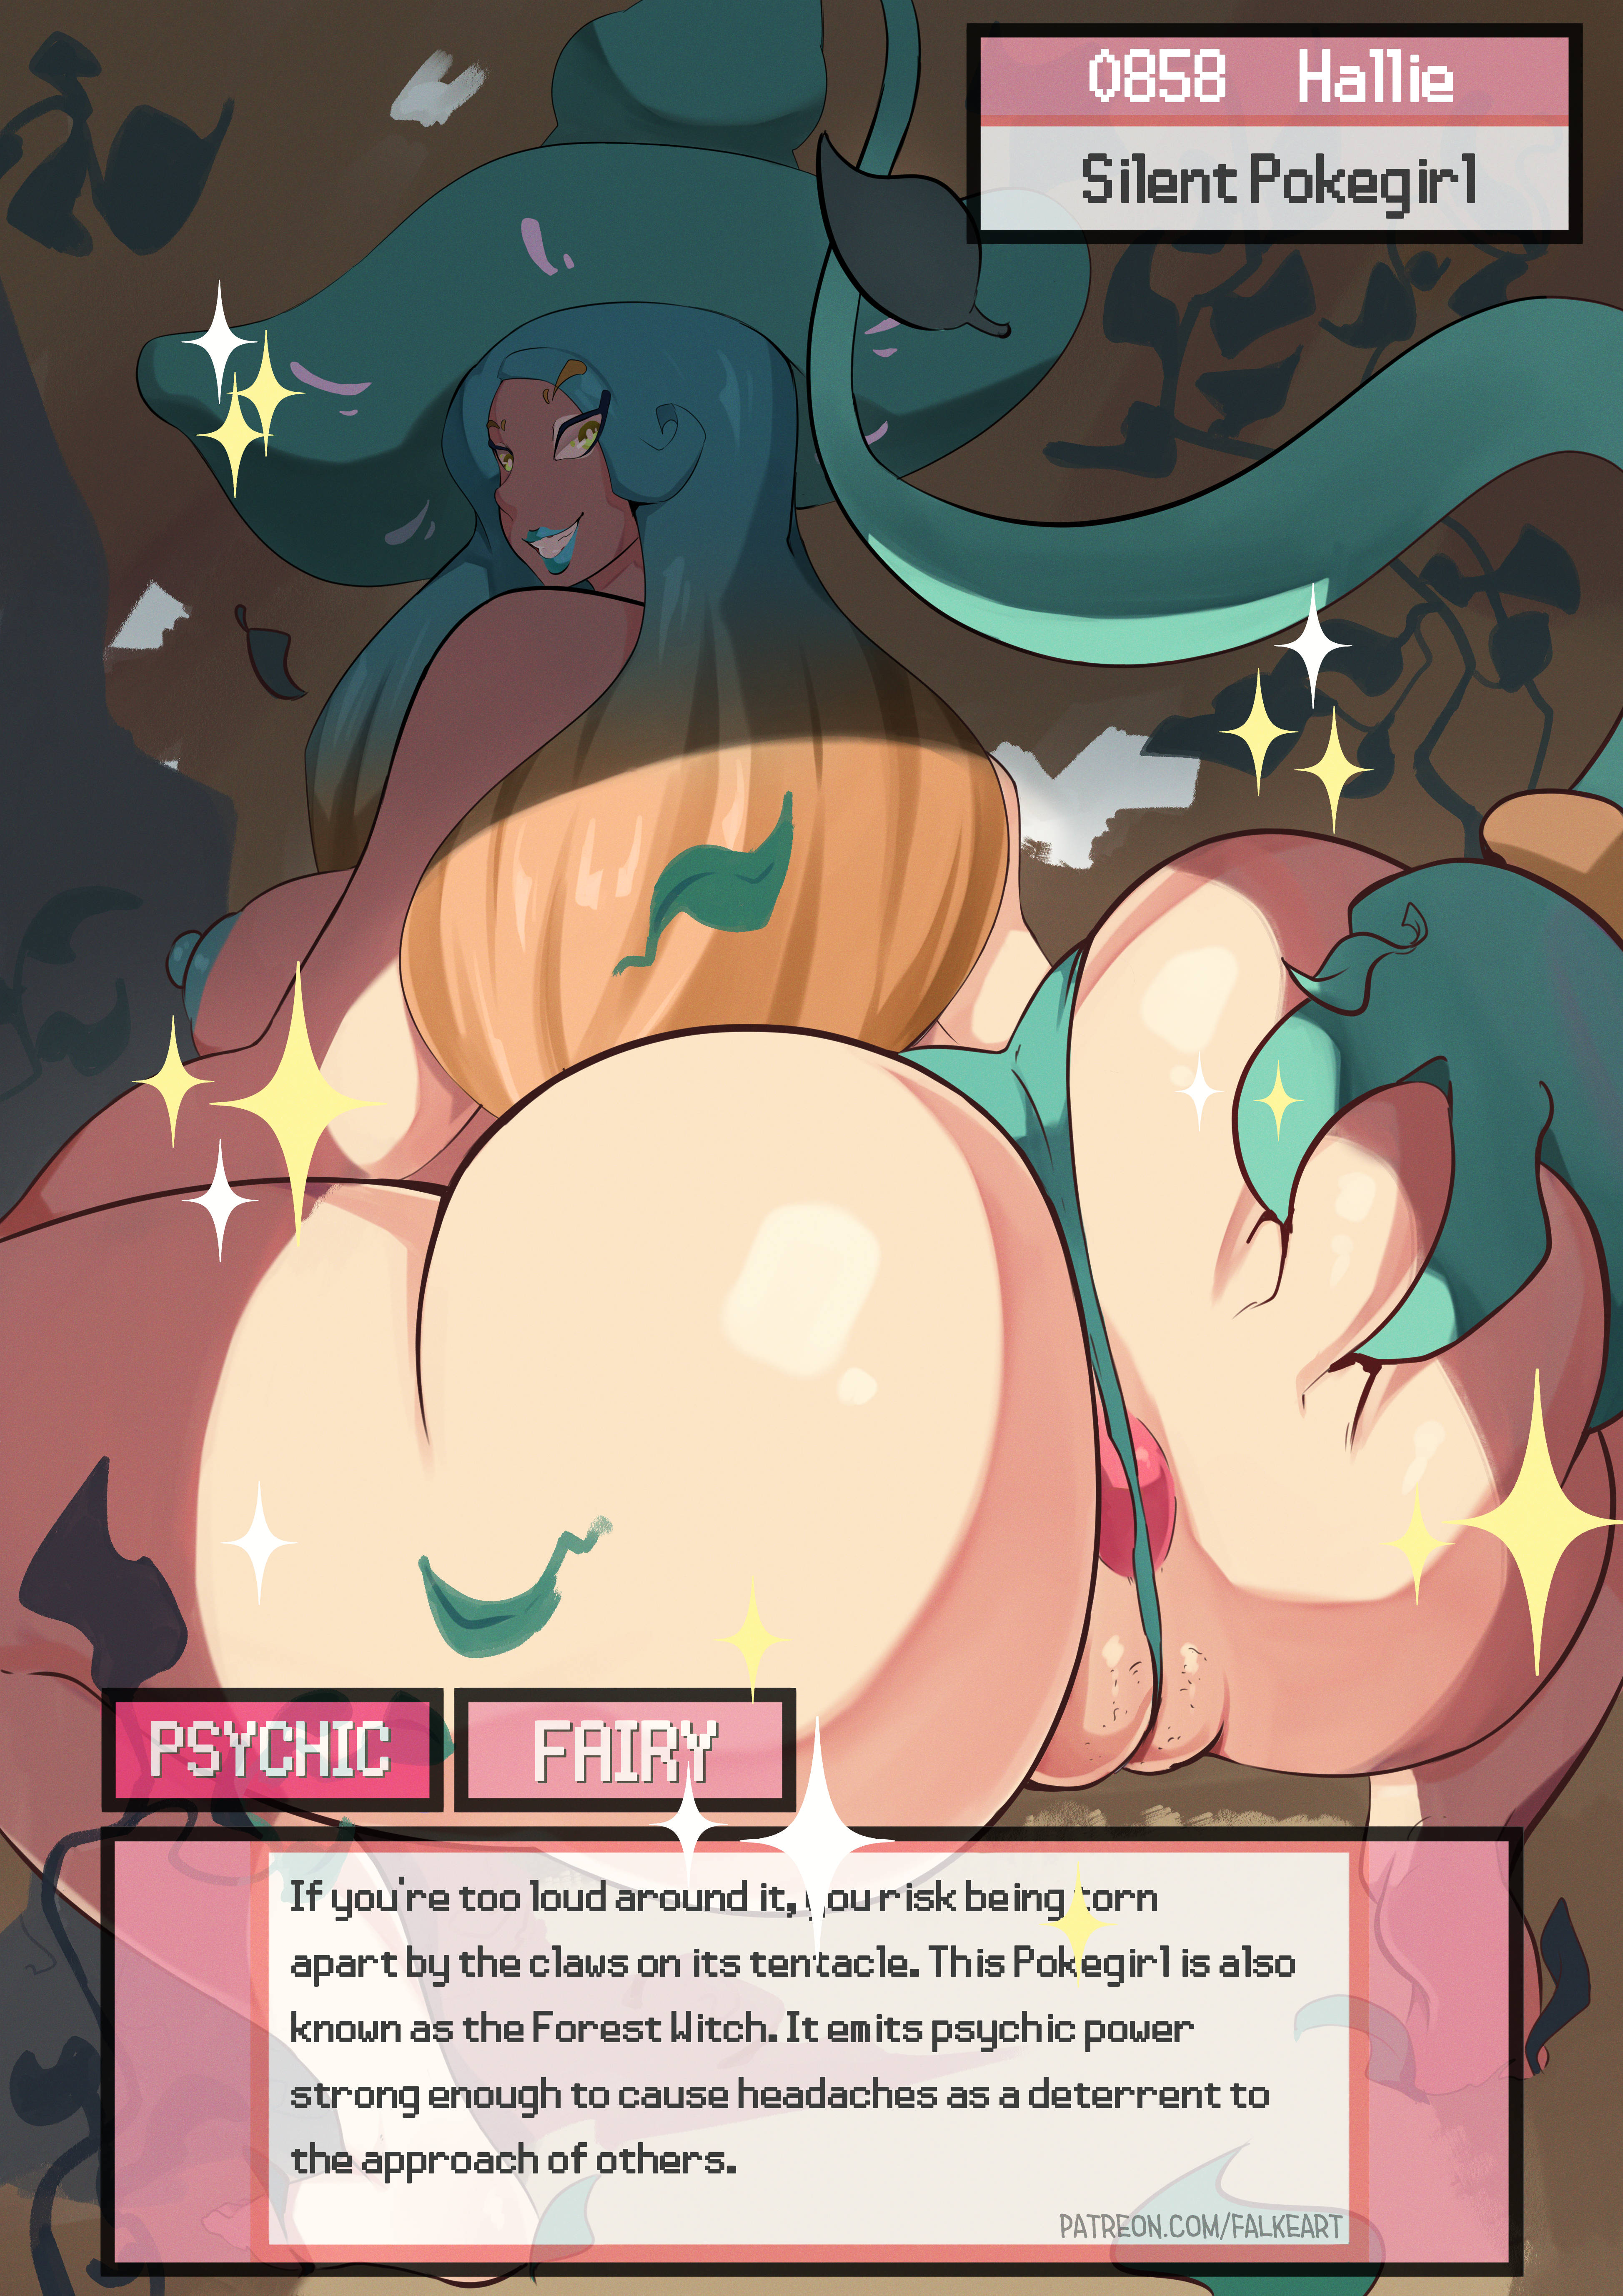 0858 Hallie
Silent Pokegirl
PSYCHIC FAIRY
If you're too loud around it, you risk being torn
apart by the claws on its tentacle. This Pokegirl is also
known as the Forest Witch. It emits psychic power
strong enough to cause headaches as a deterrent to
the approach of others.
PATREON.COM/FALKEART